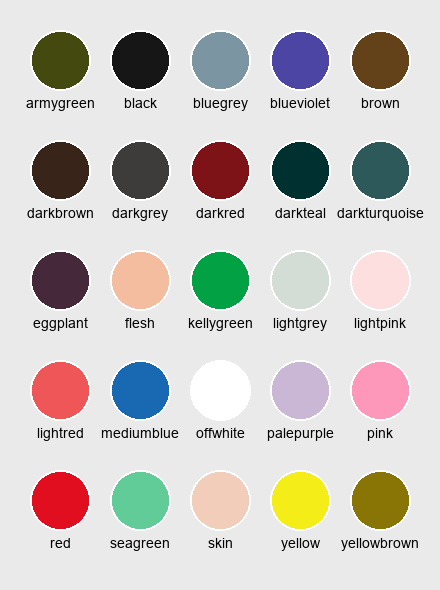 armygreen black bluegrey blueviolet brown
darkbrown darkgrey darkred darkteal darkturquoise
eggplant flesh kellygreen lightgrey lightpink
lightred mediumblue offwhite palepurple pink
red seagreen skin yellow yellowbrown